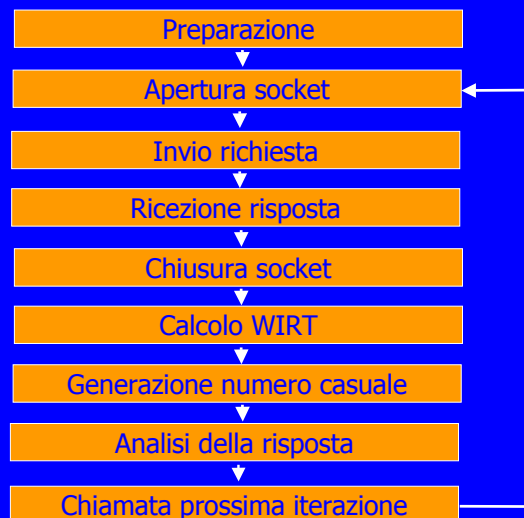 Preparazione
Apertura socket
Invio richiesta
Ricezione risposta
Chiusura socket
Calcolo WIRT
Generazione numero casuale
Analisi della risposta
Chiamata prossima iterazione